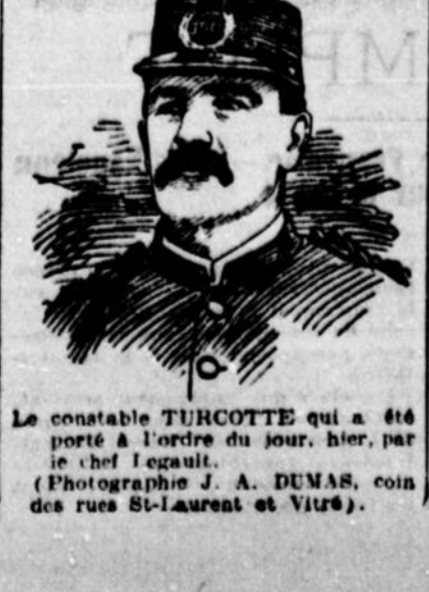 Le constable TURCOTTE qui a été
porté à l'ordre du jour, hier, par
le chef Legault.
(Photographie J. A. DUMAS, coin
des rues St-Laurent et Vitré).